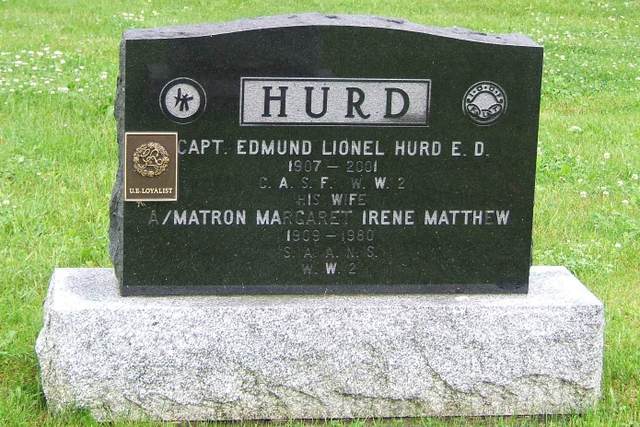 HURD
CAPT. EDMUND LIONEL HURD E. D.
1907 — 2001
C. A. S. F. W. W. 2
HIS WIFE
A/MATRON MARGARET IRENE MATTHEW
1909 — 1980
S. A. A. N. S.
W. W. 2
U.E. LOYALIST